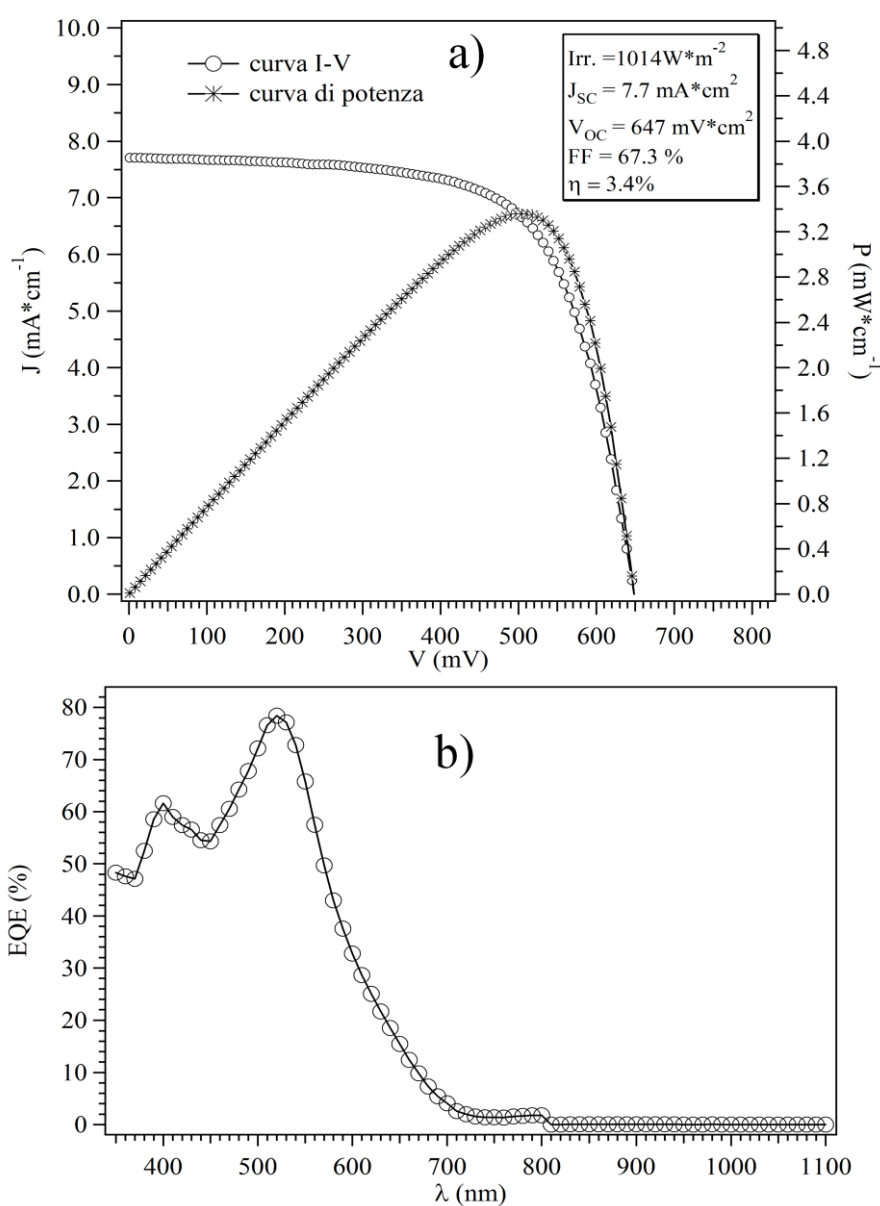 a)
curva I-V
curva di potenza
Irr. =1014W*m⁻²
J_SC = 7.7 mA*cm²
V_OC = 647 mV*cm²
FF = 67.3 %
η = 3.4%
10.0
9.0
8.0
7.0
6.0
5.0
4.0
3.0
2.0
1.0
0.0
J (mA*cm⁻¹)
4.8
4.4
4.0
3.6
3.2
2.8
2.4
2.0
1.6
1.2
0.8
0.4
0.0
P (mW*cm⁻¹)
0 100 200 300 400 500 600 700 800
V (mV)
b)
80
70
60
50
40
30
20
10
0
EQE (%)
400 500 600 700 800 900 1000 1100
λ (nm)